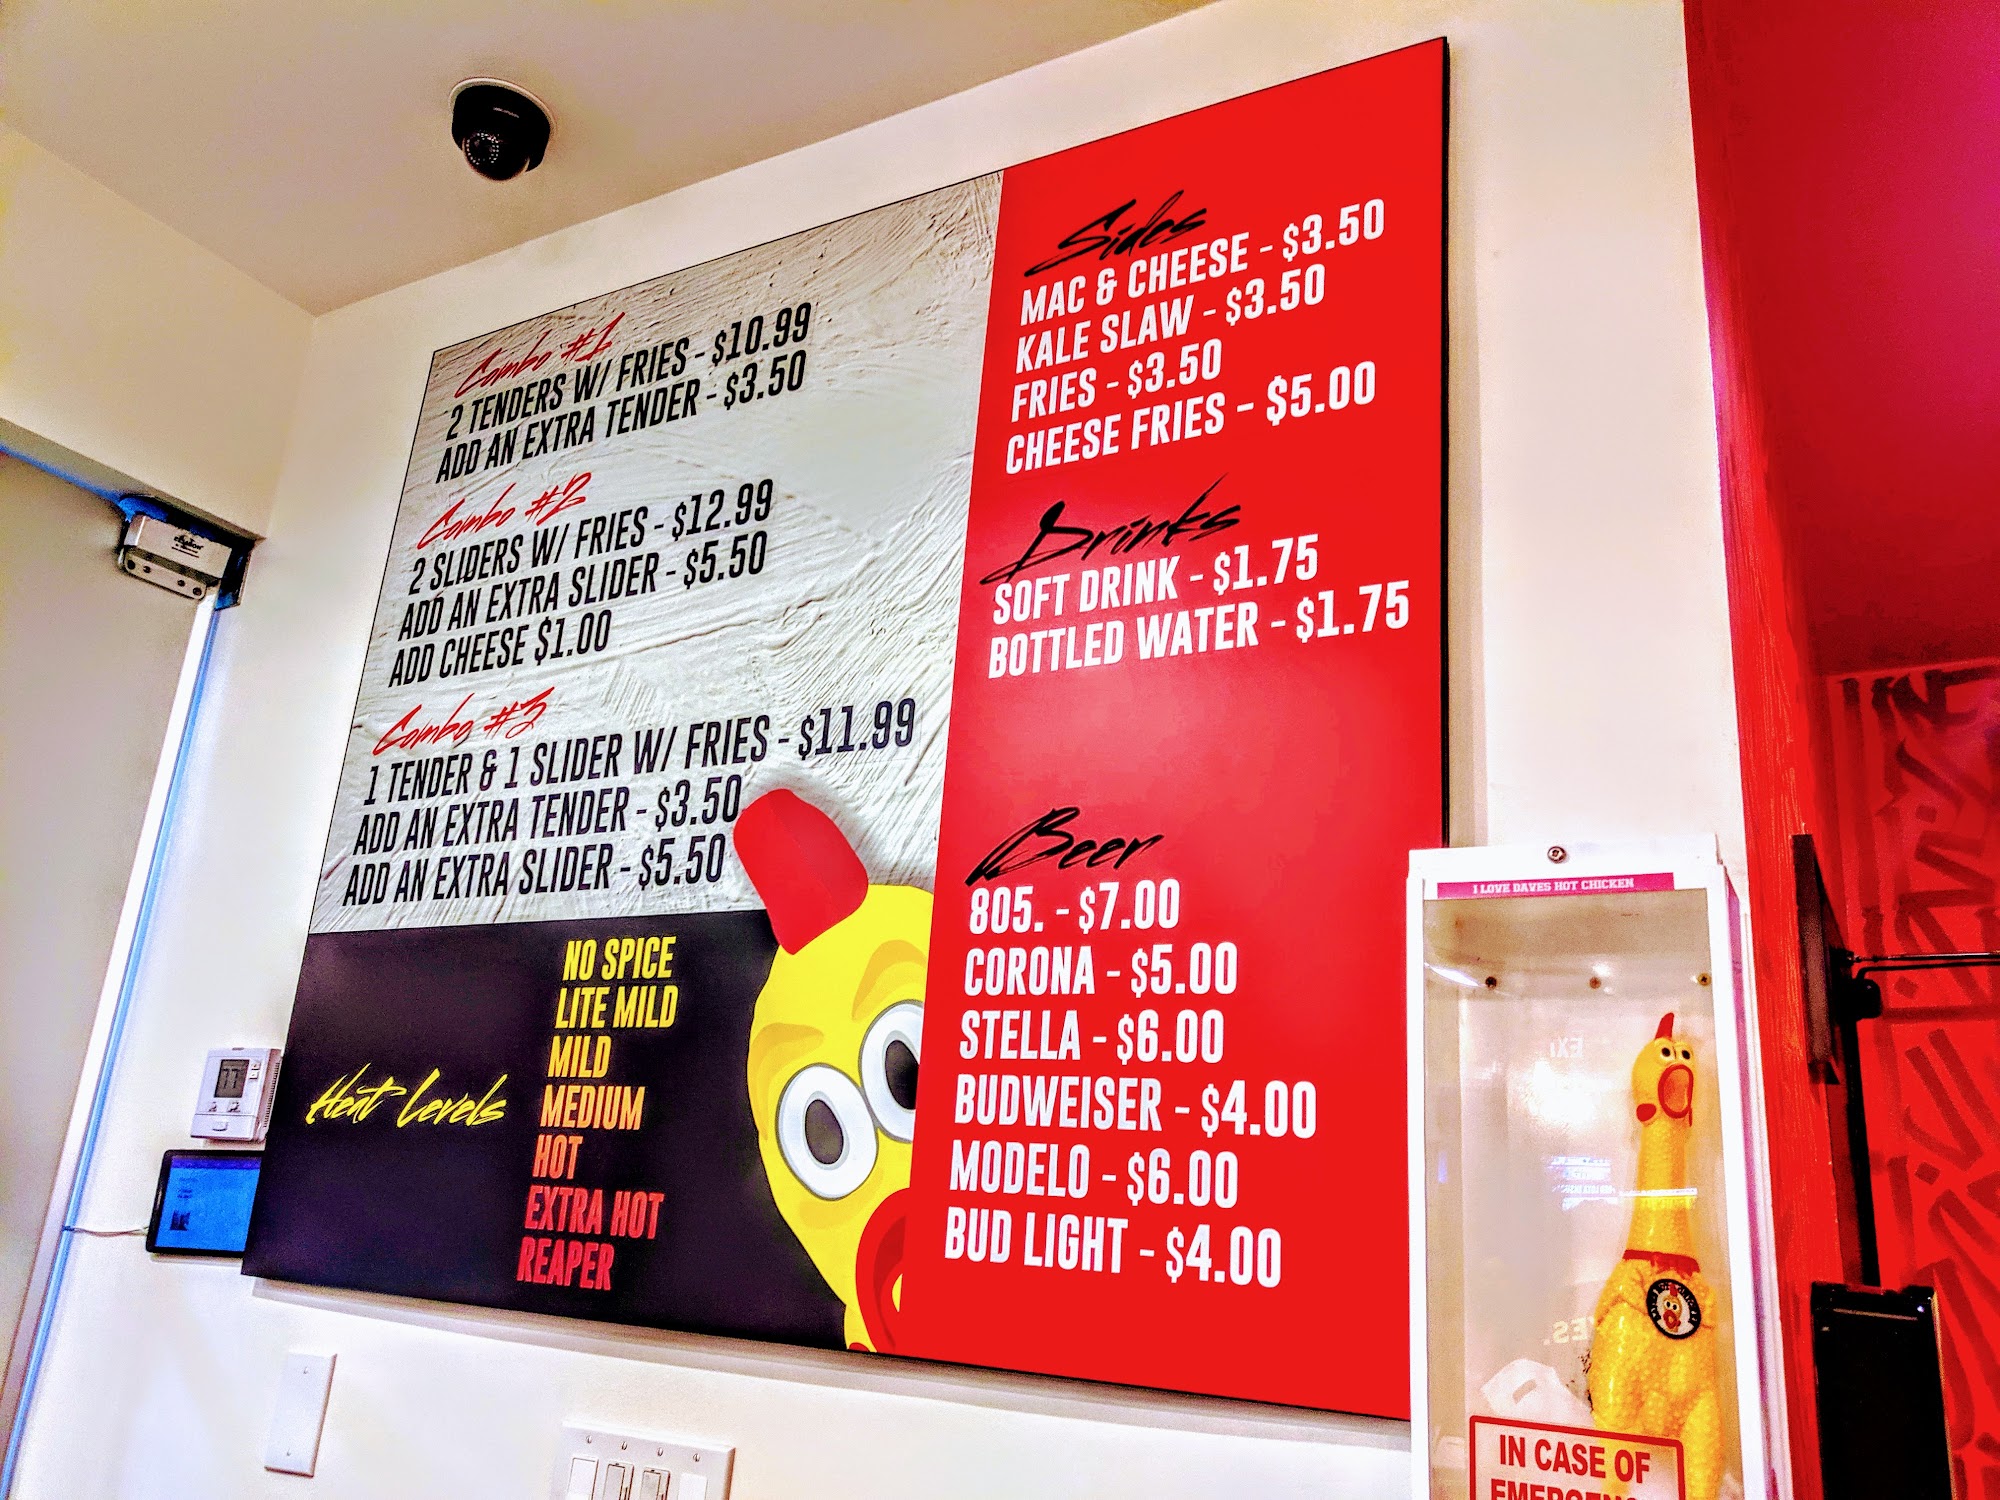 Combo #1
2 TENDERS W/ FRIES - $10.99
ADD AN EXTRA TENDER - $3.50
Combo #2
2 SLIDERS W/ FRIES - $12.99
ADD AN EXTRA SLIDER - $5.50
ADD CHEESE $1.00
Combo #3
1 TENDER & 1 SLIDER W/ FRIES - $11.99
ADD AN EXTRA TENDER - $3.50
ADD AN EXTRA SLIDER - $5.50
Heat Levels
NO SPICE
LITE MILD
MILD
MEDIUM
HOT
EXTRA HOT
REAPER
Sides
MAC & CHEESE - $3.50
KALE SLAW - $3.50
FRIES - $3.50
CHEESE FRIES - $5.00
Drinks
SOFT DRINK - $1.75
BOTTLED WATER - $1.75
Beer
805. - $7.00
CORONA - $5.00
STELLA - $6.00
BUDWEISER - $4.00
MODELO - $6.00
BUD LIGHT - $4.00
77
I LOVE DAVES HOT CHICKEN
IN CASE OF